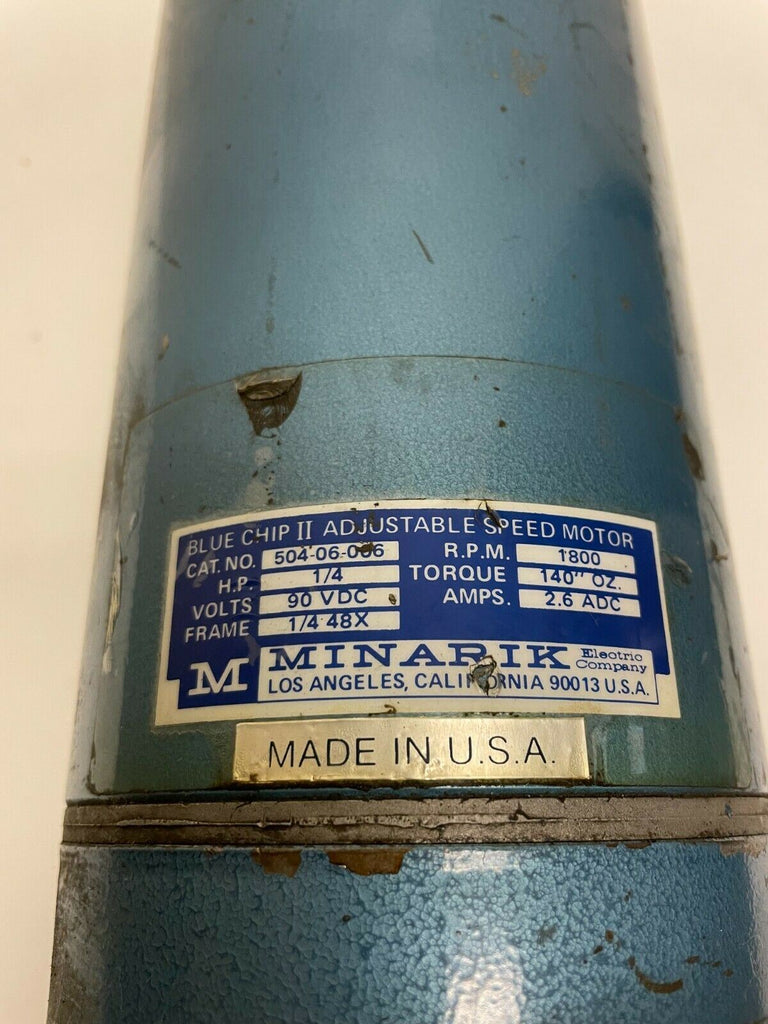 BLUE CHIP II ADJUSTABLE SPEED MOTOR
CAT. NO. 504-06-006 R.P.M. 1800
H.P. 1/4 TORQUE 140" OZ.
VOLTS 90 VDC AMPS. 2.6 ADC
FRAME 1/4 48X
M MINARIK Electric Company
LOS ANGELES, CALIFORNIA 90013 U.S.A.
MADE IN U.S.A.